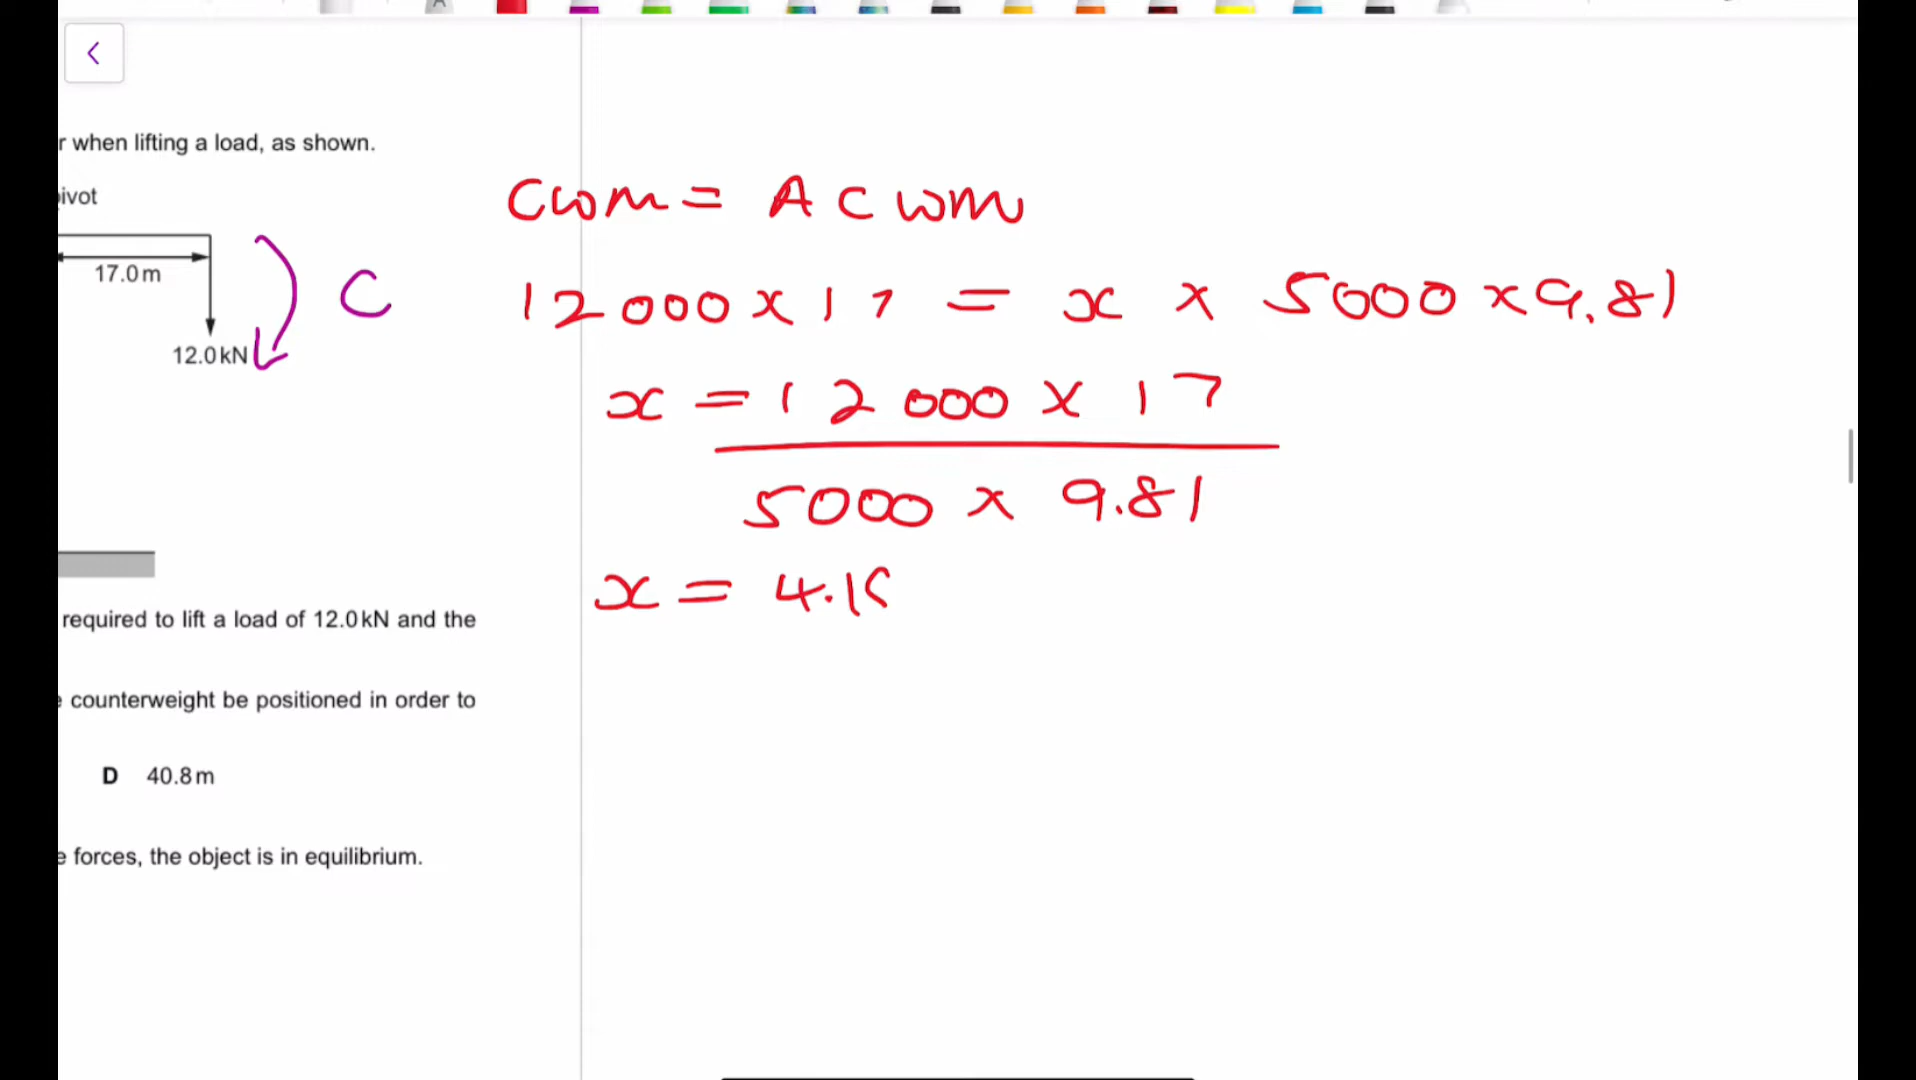 r when lifting a load, as shown.
ivot
17.0 m
12.0 kN
C
CWM = ACWM
12000 x 17 = x x 5000 x 9.81
x = 12000 x 17
5000 x 9.81
x = 4.1
required to lift a load of 12.0 kN and the
counterweight be positioned in order to
D 40.8 m
e forces, the object is in equilibrium.